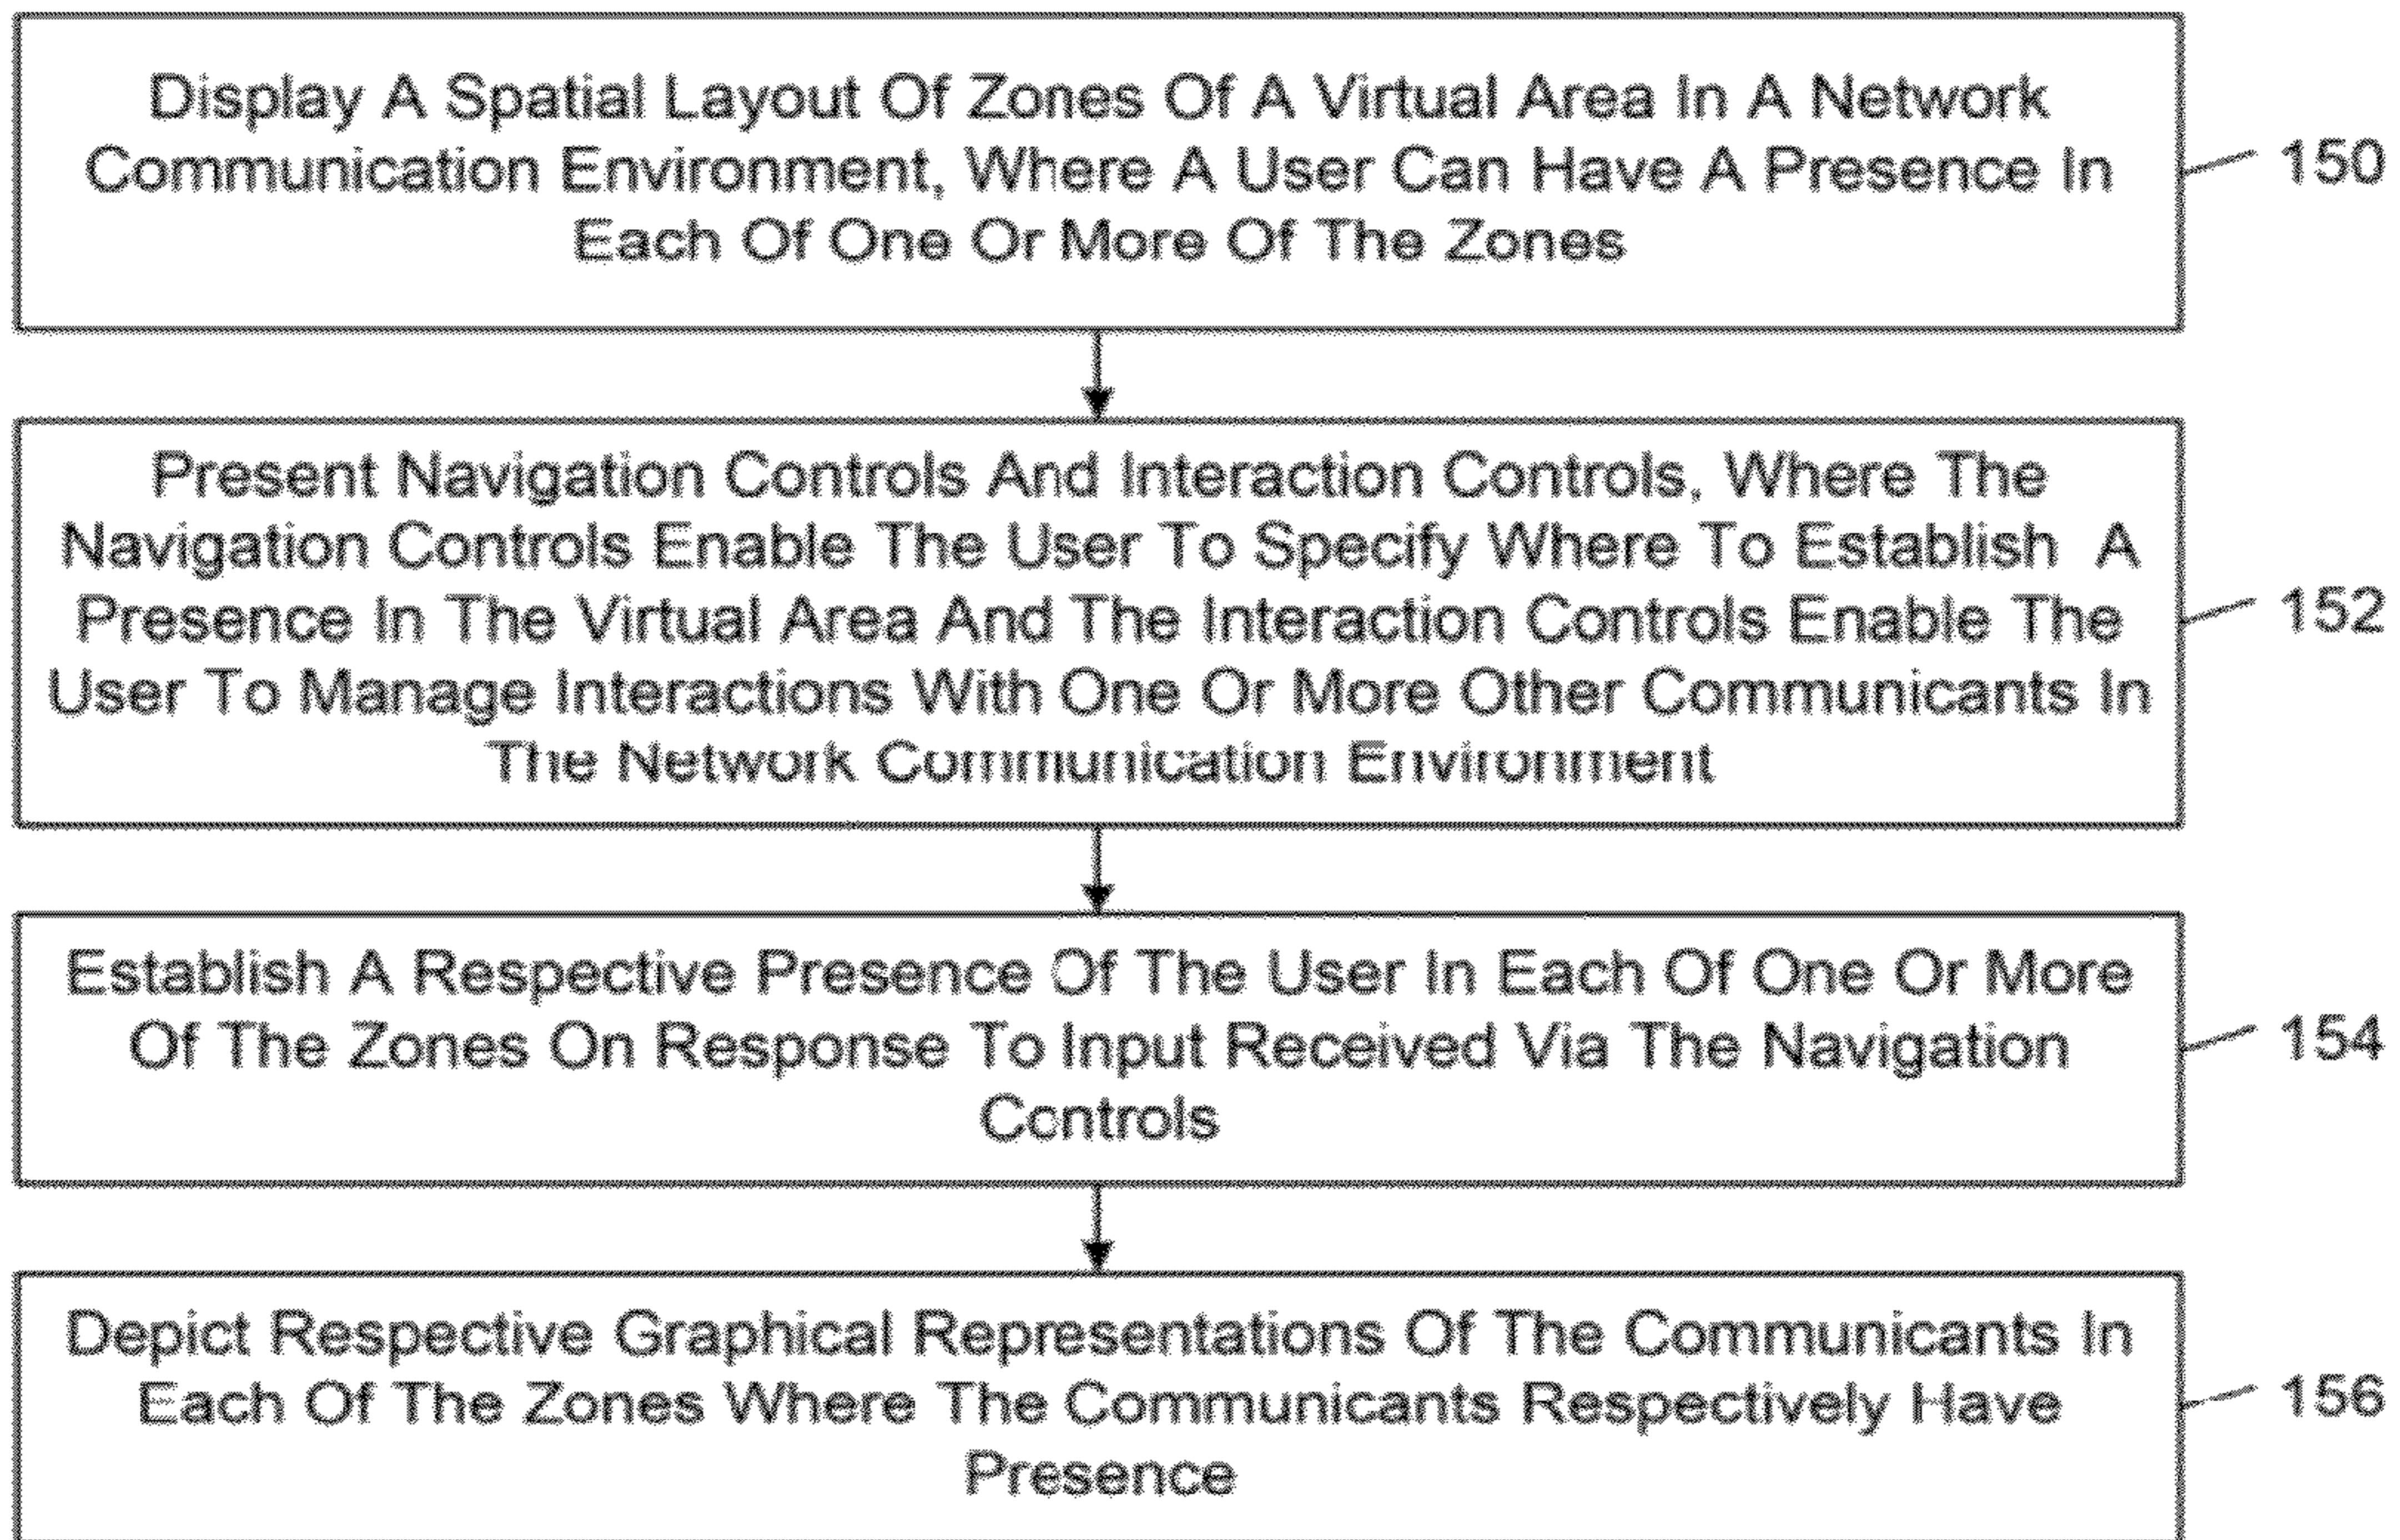 Display A Spatial Layout Of Zones Of A Virtual Area In A Network
Communication Environment, Where A User Can Have A Presence In
Each Of One Or More Of The Zones
150
Present Navigation Controls And Interaction Controls, Where The
Navigation Controls Enable The User To Specify Where To Establish A
Presence In The Virtual Area And The Interaction Controls Enable The
User To Manage Interactions With One Or More Other Communicants In
The Network Communication Environment
152
Establish A Respective Presence Of The User In Each Of One Or More
Of The Zones On Response To Input Received Via The Navigation
Controls
154
Depict Respective Graphical Representations Of The Communicants In
Each Of The Zones Where The Communicants Respectively Have
Presence
156